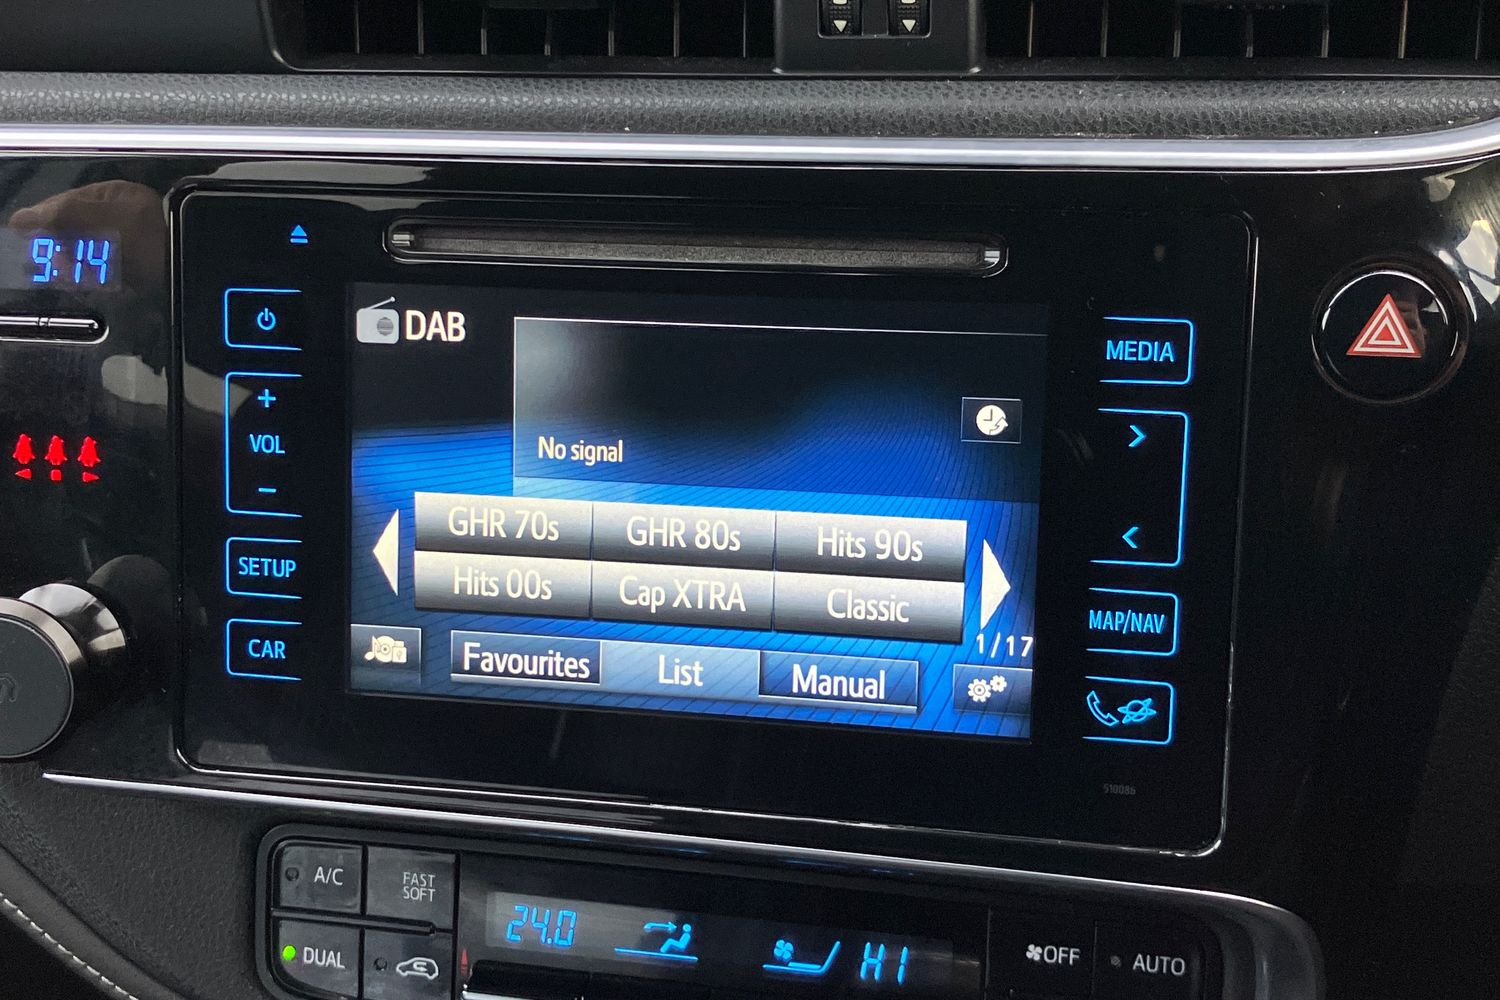 9:14
DAB
No signal
GHR 70s GHR 80s Hits 90s
Hits 00s Cap XTRA Classic
1/17
Favourites List Manual
+
VOL
-
SETUP
CAR
MEDIA
>
<
MAP/NAV
510086
A/C
FAST
SOFT
DUAL
24.0
HI
OFF
AUTO